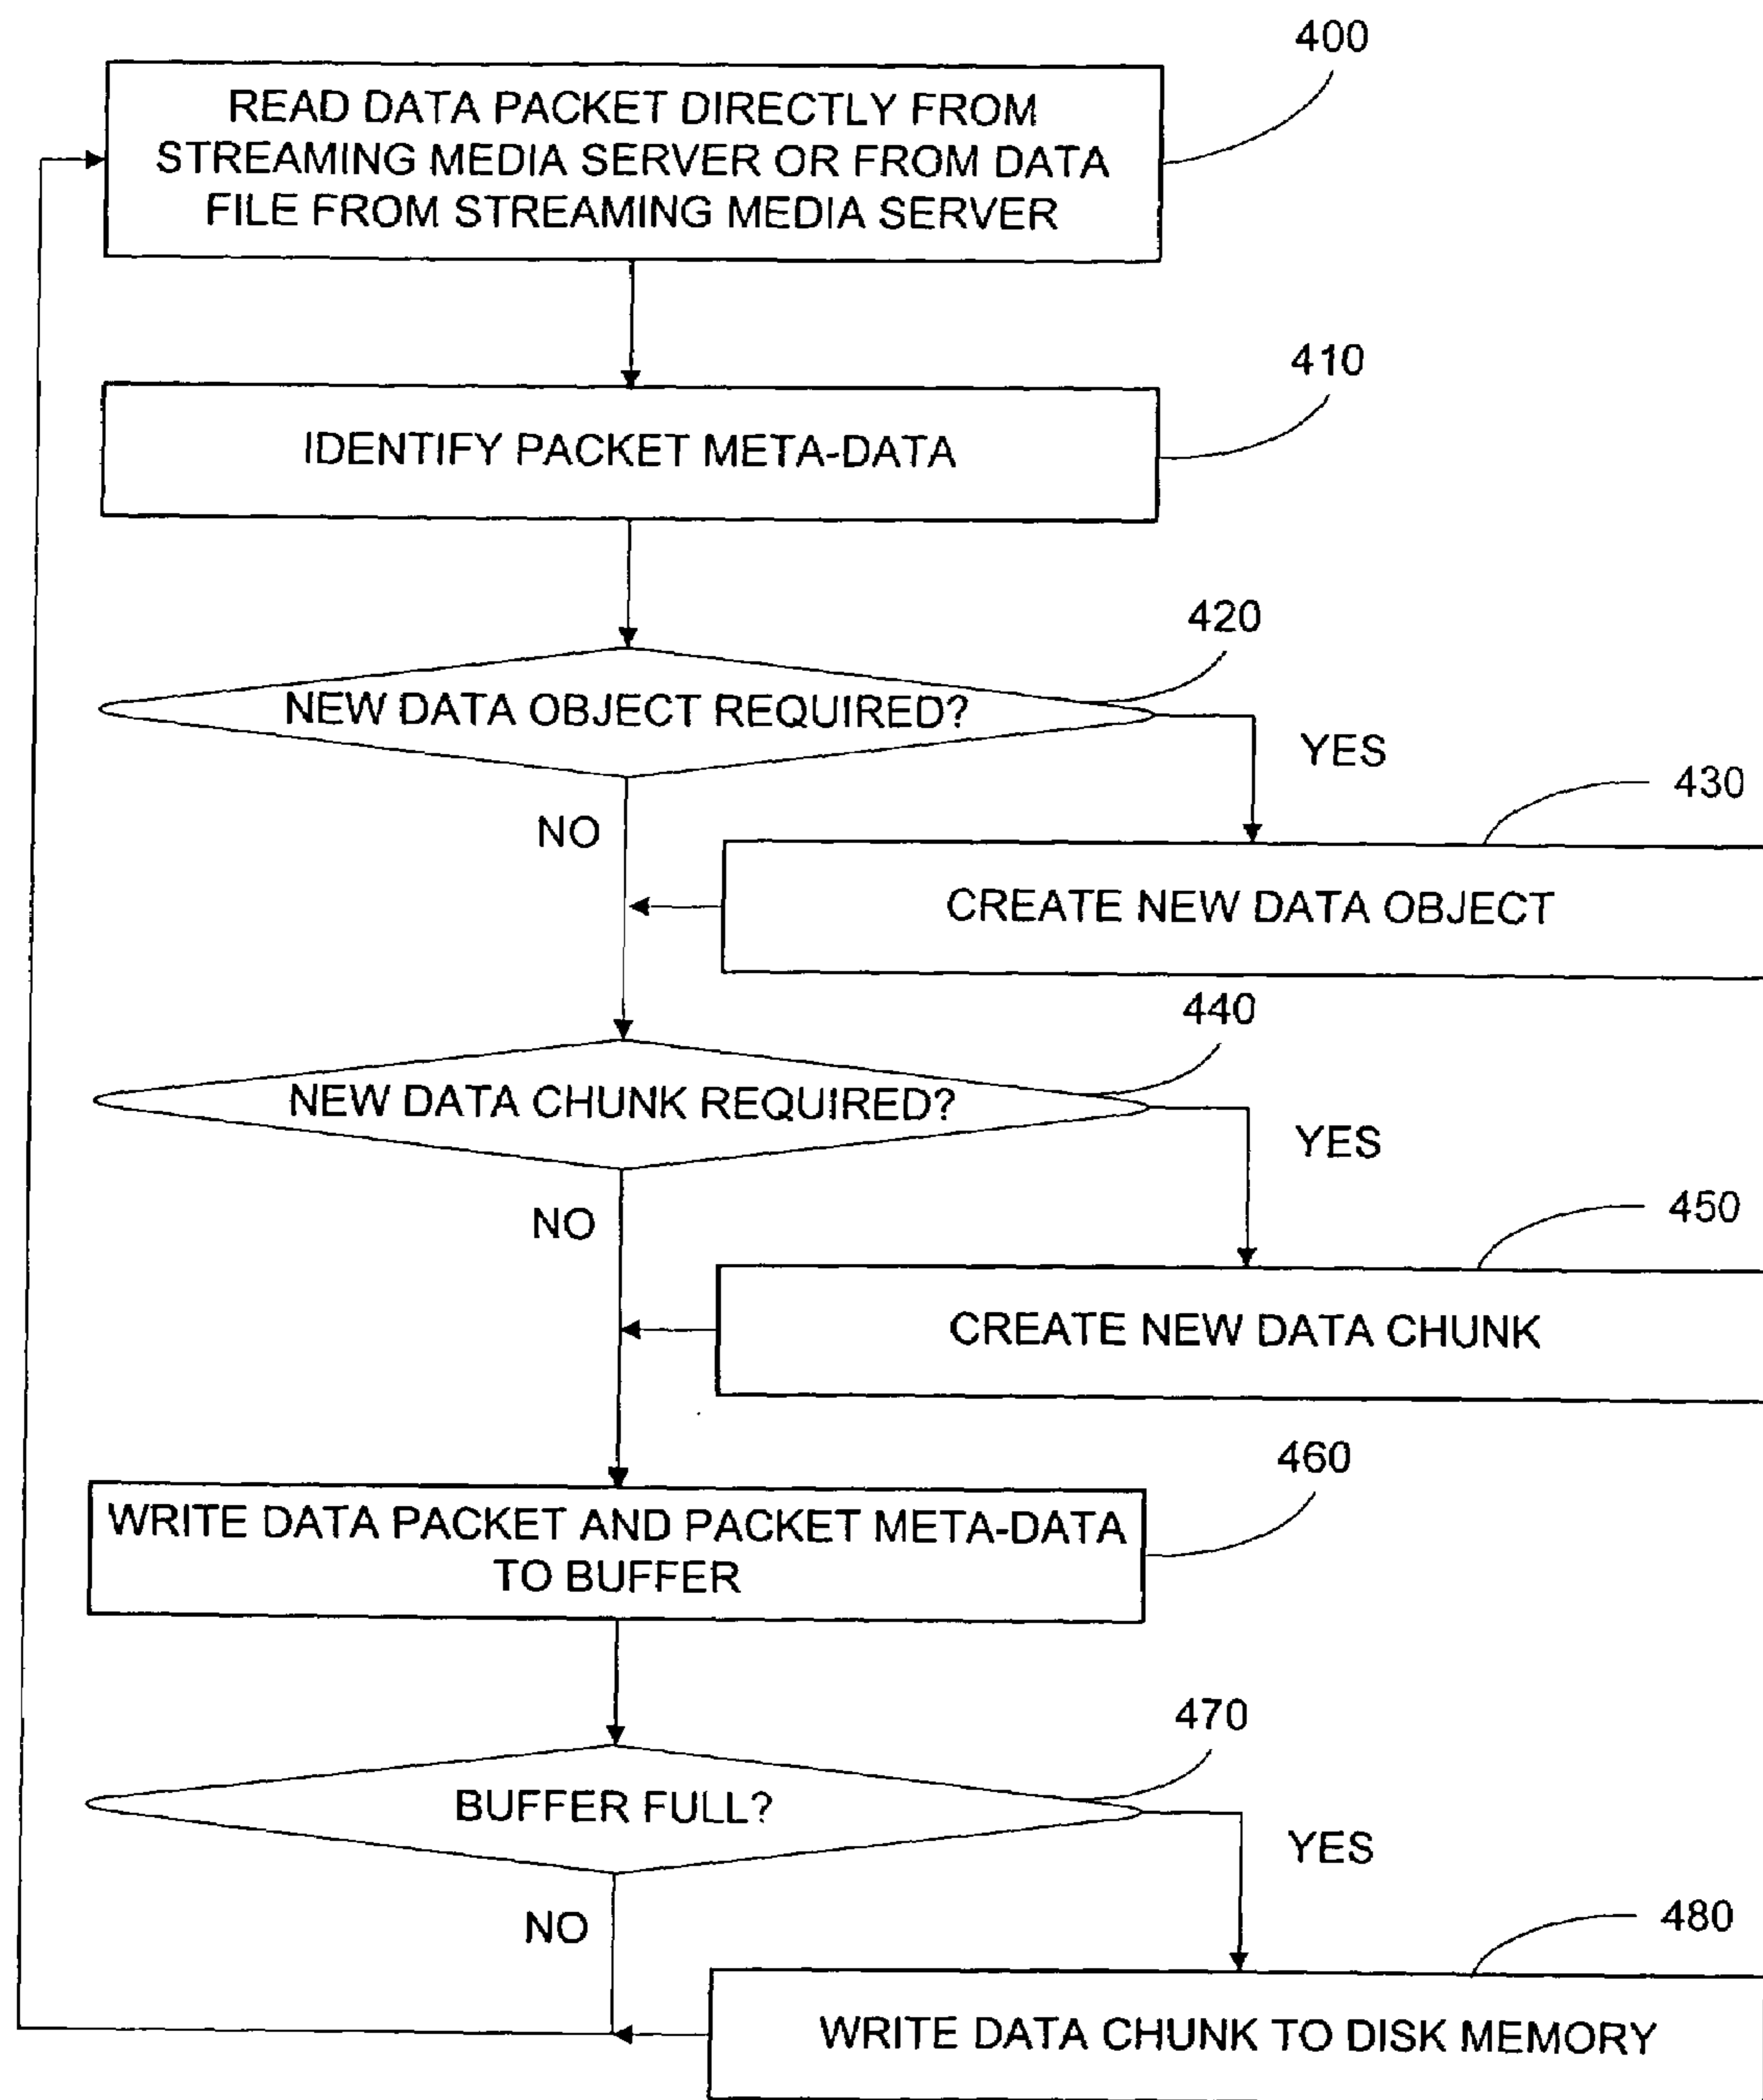 400
READ DATA PACKET DIRECTLY FROM
STREAMING MEDIA SERVER OR FROM DATA
FILE FROM STREAMING MEDIA SERVER
410
IDENTIFY PACKET META-DATA
420
NEW DATA OBJECT REQUIRED?
YES
430
NO
CREATE NEW DATA OBJECT
440
NEW DATA CHUNK REQUIRED?
YES
450
NO
CREATE NEW DATA CHUNK
460
WRITE DATA PACKET AND PACKET META-DATA
TO BUFFER
470
BUFFER FULL?
YES
480
NO
WRITE DATA CHUNK TO DISK MEMORY